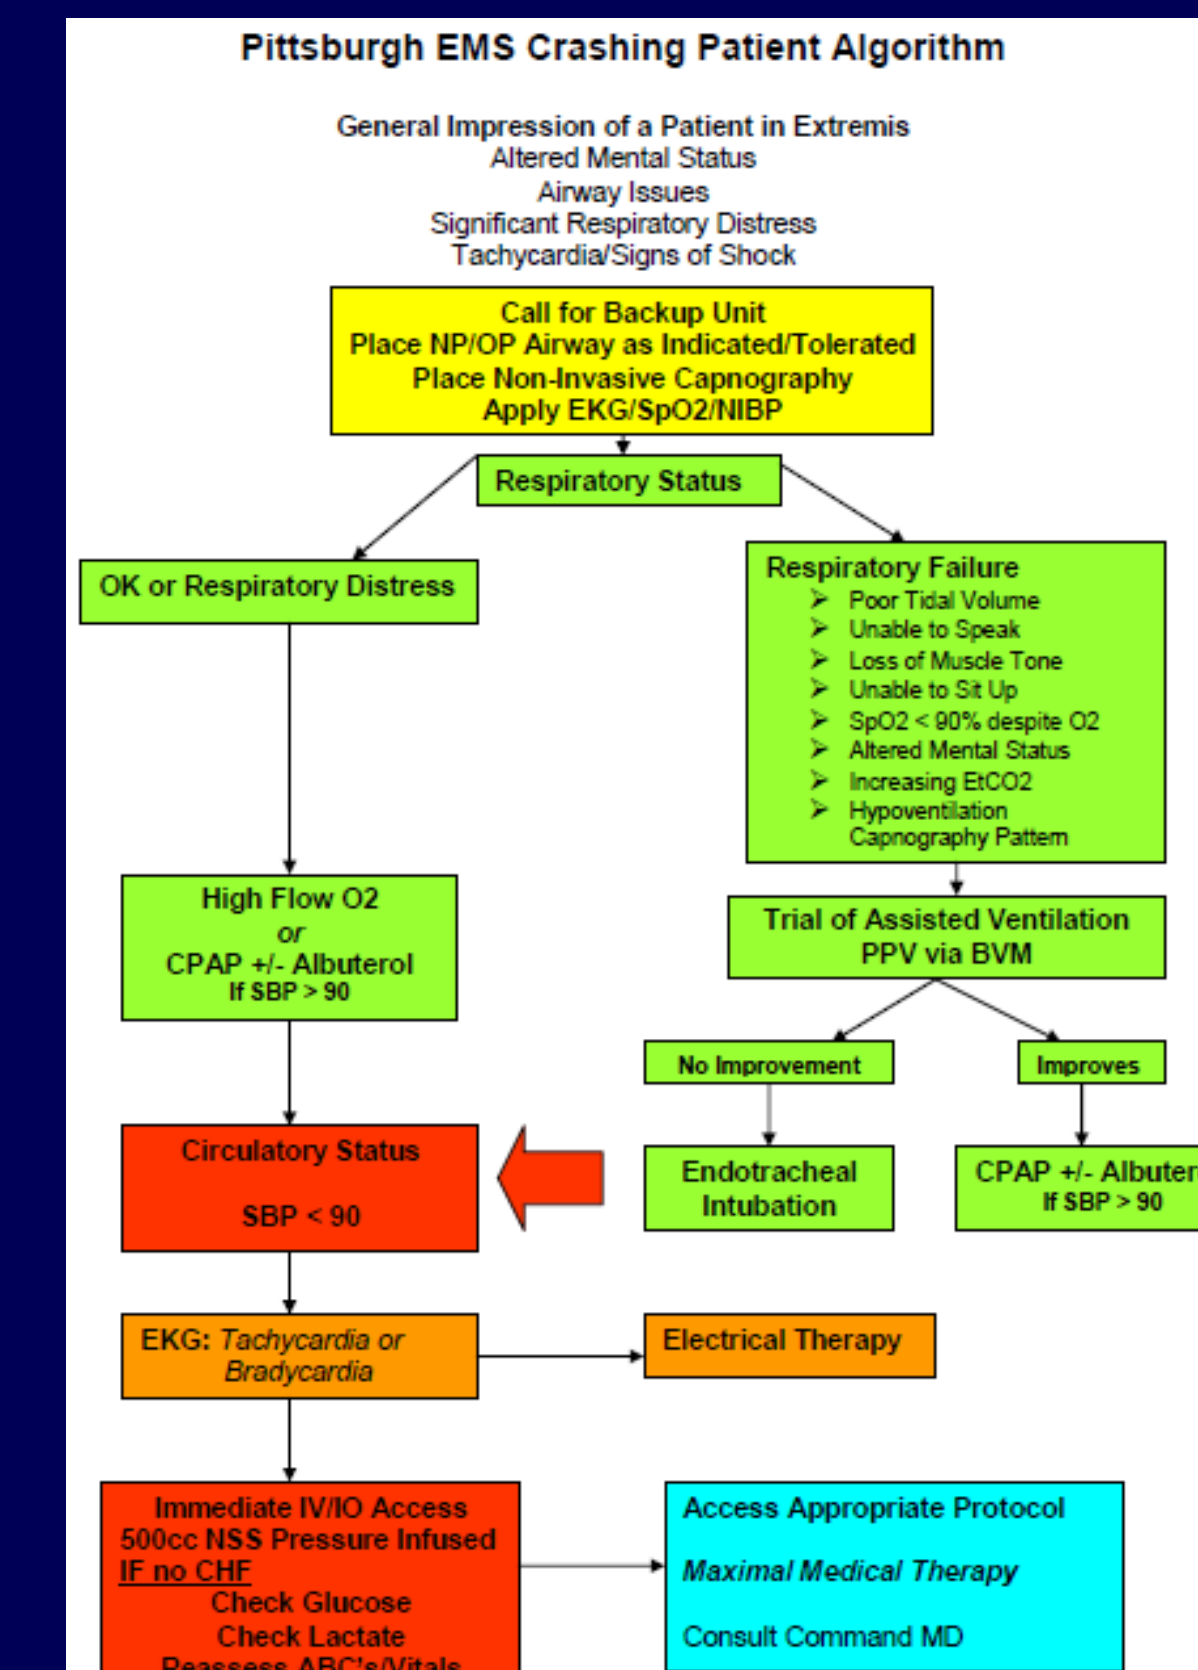 Pittsburgh EMS Crashing Patient Algorithm
General Impression of a Patient in Extremis
Altered Mental Status
Airway Issues
Significant Respiratory Distress
Tachycardia/Signs of Shock
Call for Backup Unit
Place NP/OP Airway as Indicated/Tolerated
Place Non-Invasive Capnography
Apply EKG/SpO2/NIBP
Respiratory Status
OK or Respiratory Distress
Respiratory Failure
➢ Poor Tidal Volume
➢ Unable to Speak
➢ Loss of Muscle Tone
➢ Unable to Sit Up
➢ SpO2 < 90% despite O2
➢ Altered Mental Status
➢ Increasing EtCO2
➢ Hypoventilation
Capnography Pattern
High Flow O2
or
CPAP +/- Albuterol
If SBP > 90
Trial of Assisted Ventilation
PPV via BVM
No Improvement
Improves
Endotracheal
Intubation
CPAP +/- Albuter
If SBP > 90
Circulatory Status
SBP < 90
EKG: Tachycardia or
Bradycardia
Electrical Therapy
Immediate IV/IO Access
500cc NSS Pressure Infused
IF no CHF
Check Glucose
Check Lactate
Reassess ABC's/Vitals
Access Appropriate Protocol
Maximal Medical Therapy
Consult Command MD